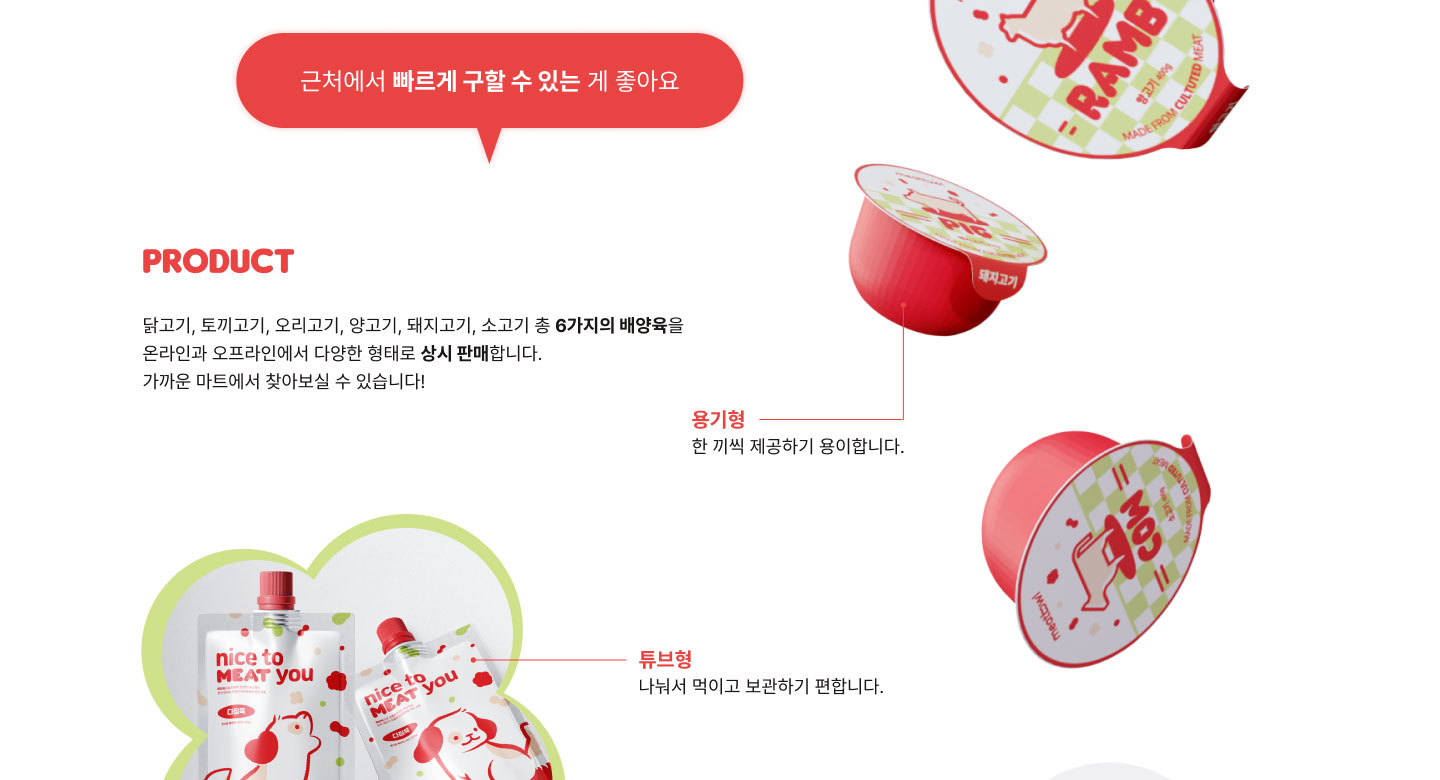 근처에서 빠르게 구할 수 있는 게 좋아요
RAMB
양고기 400g
MADE FROM CULTUTED MEAT
PIG
돼지고기
PRODUCT
닭고기, 토끼고기, 오리고기, 양고기, 돼지고기, 소고기 총 6가지의 배양육을
온라인과 오프라인에서 다양한 형태로 상시 판매합니다.
가까운 마트에서 찾아보실 수 있습니다!
용기형
한 끼씩 제공하기 용이합니다.
COW
MADE FROM CULTUTED MEAT
meatbowl
nice to
MEAT you
다림육
nice to
MEAT you
다림육
튜브형
나눠서 먹이고 보관하기 편합니다.